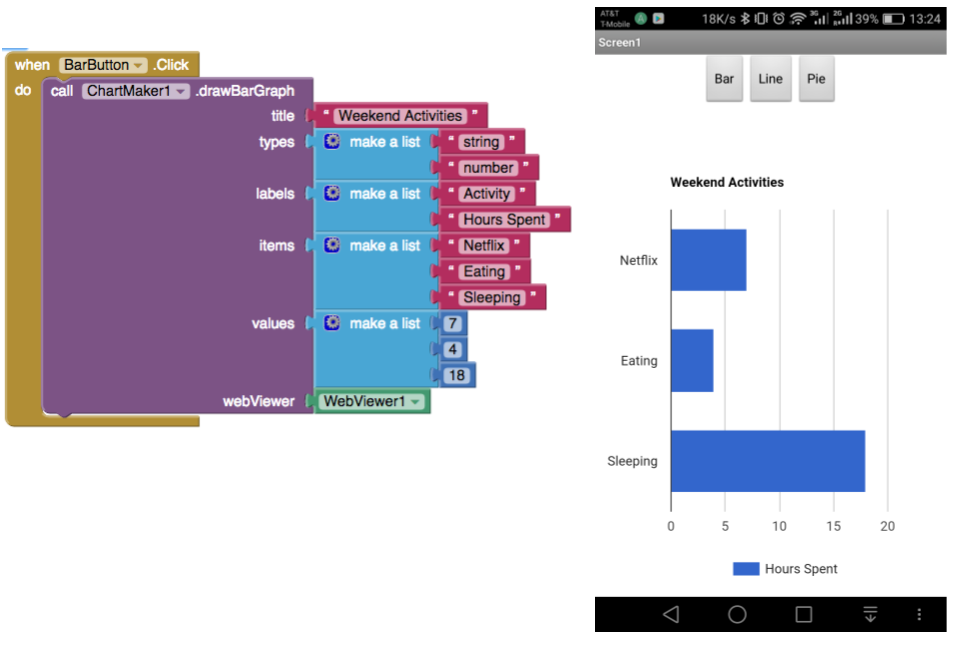 when BarButton .Click
do call ChartMaker1 .drawBarGraph
title " Weekend Activities "
types make a list " string "
" number "
labels make a list " Activity "
" Hours Spent "
items make a list " Netflix "
" Eating "
" Sleeping "
values make a list 7
4
18
webViewer WebViewer1
AT&T
T-Mobile
18K/s 3G 2G 39% 13:24
Screen1
Bar Line Pie
Weekend Activities
Netflix
Eating
Sleeping
0 5 10 15 20
Hours Spent